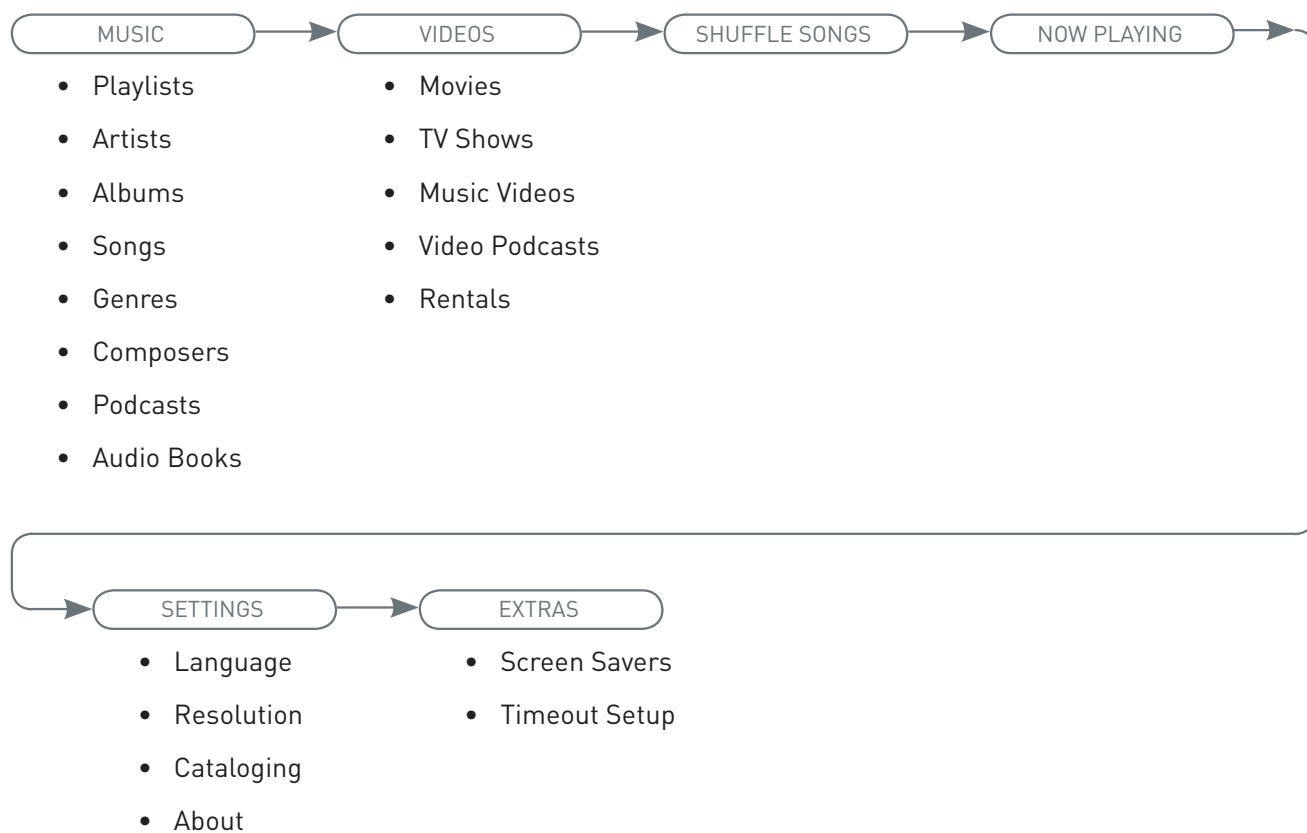 MUSIC
VIDEOS
SHUFFLE SONGS
NOW PLAYING
• Playlists
• Artists
• Albums
• Songs
• Genres
• Composers
• Podcasts
• Audio Books
• Movies
• TV Shows
• Music Videos
• Video Podcasts
• Rentals
SETTINGS
EXTRAS
• Language
• Resolution
• Cataloging
• About
• Screen Savers
• Timeout Setup